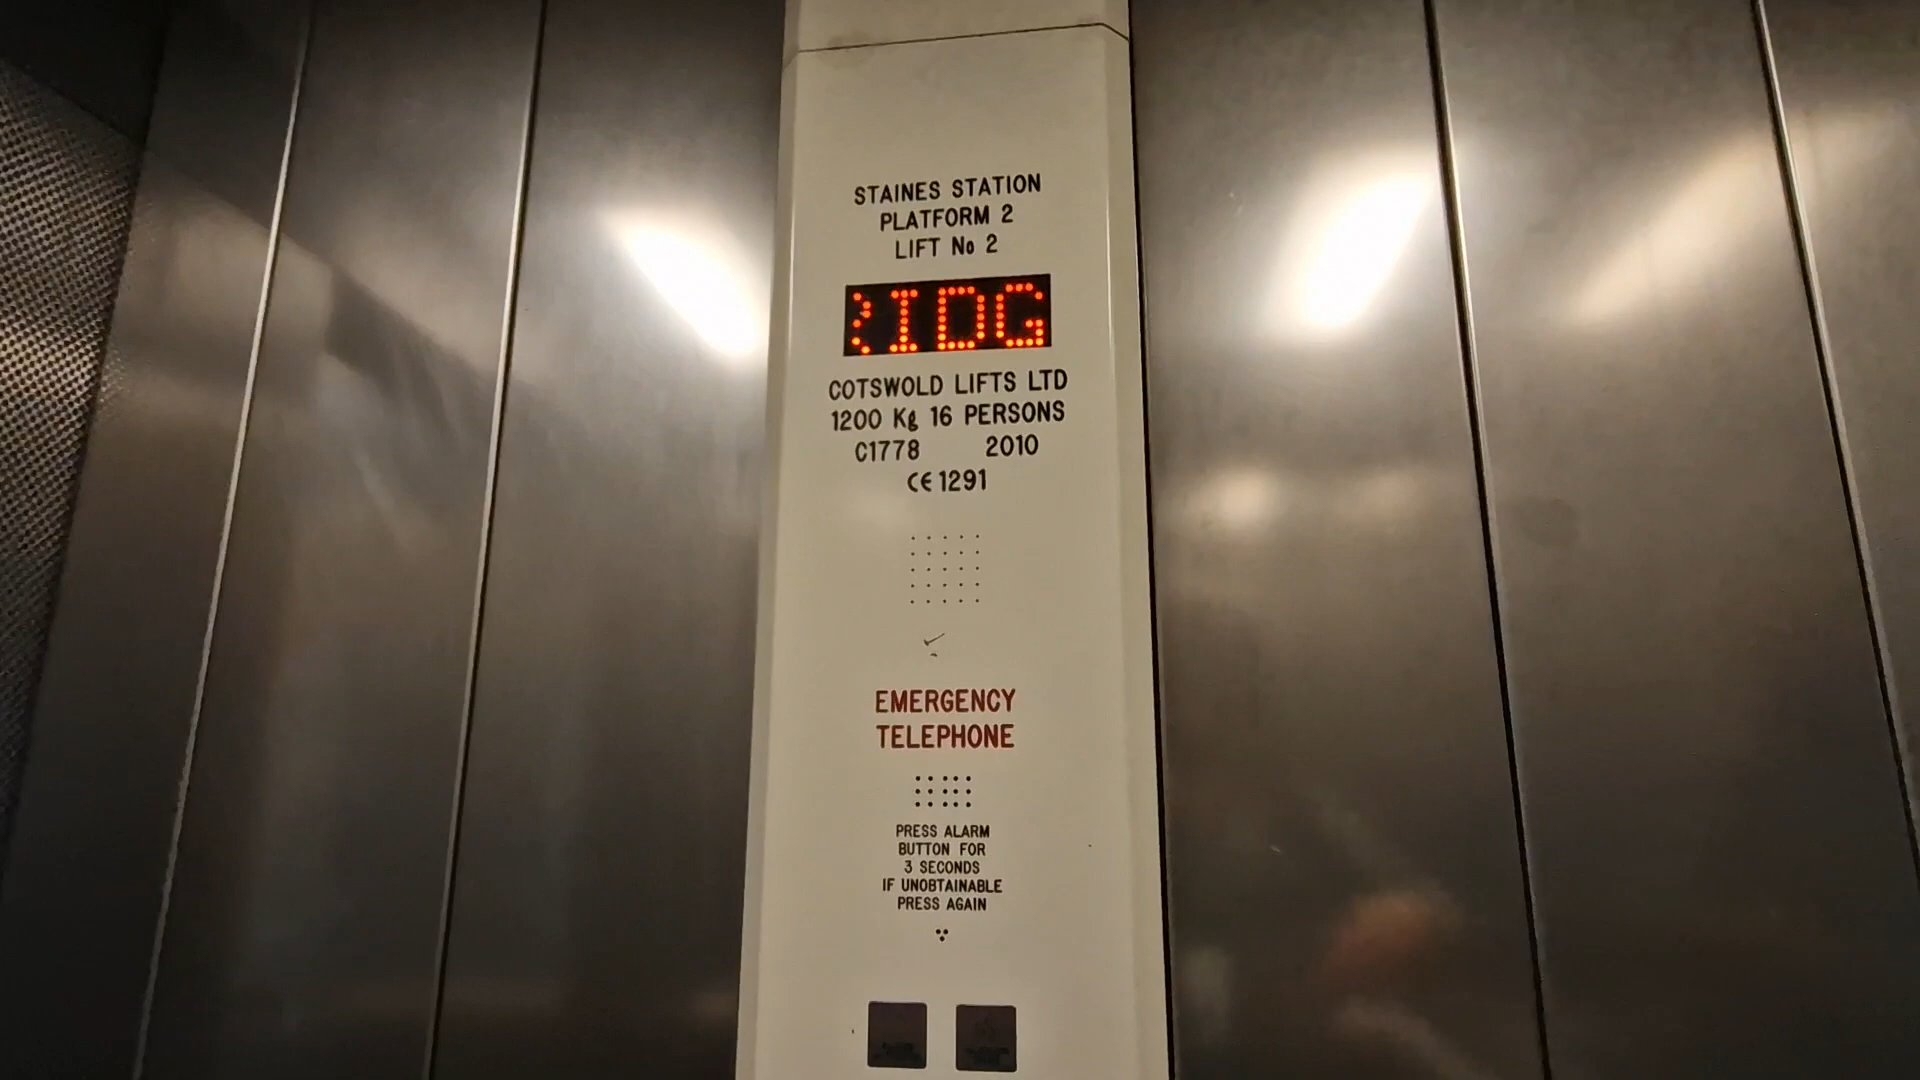 STAINES STATION
PLATFORM 2
LIFT No 2
IDG
COTSWOLD LIFTS LTD
1200 Kg 16 PERSONS
C1778 2010
CE 1291
EMERGENCY
TELEPHONE
PRESS ALARM
BUTTON FOR
3 SECONDS
IF UNOBTAINABLE
PRESS AGAIN